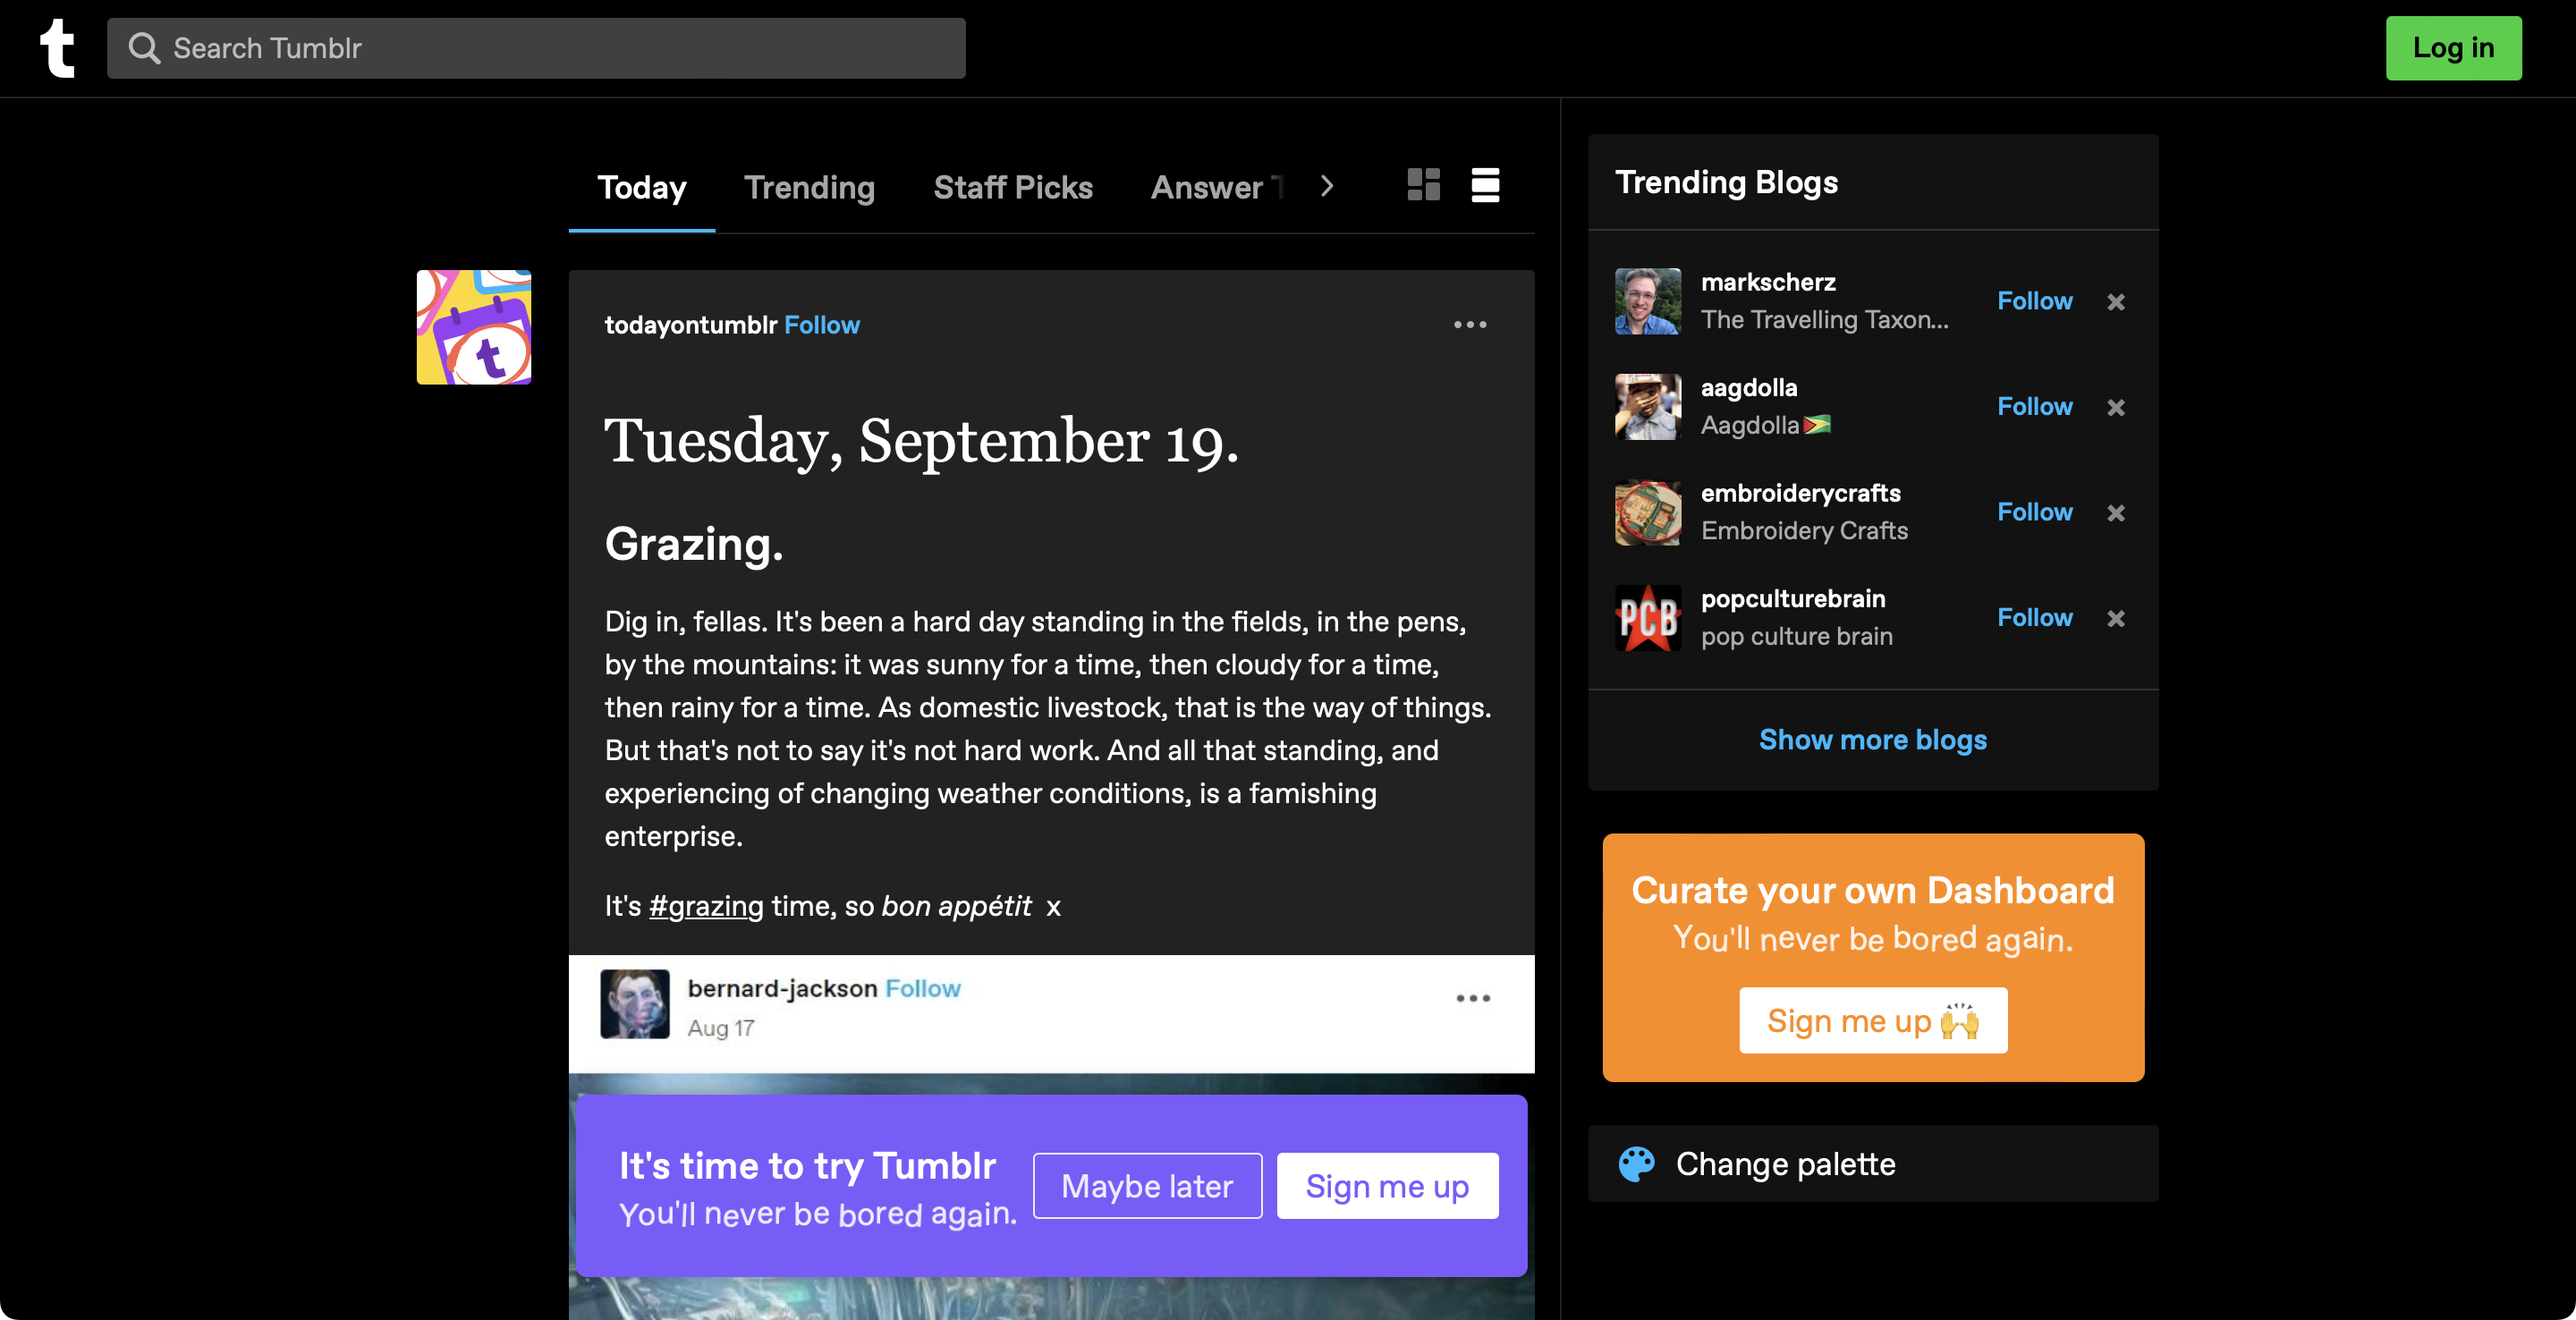 t
Search Tumblr
Log in
Today
Trending
Staff Picks
Answer
todayontumblr Follow
Tuesday, September 19.
Grazing.
Dig in, fellas. It's been a hard day standing in the fields, in the pens,
by the mountains: it was sunny for a time, then cloudy for a time,
then rainy for a time. As domestic livestock, that is the way of things.
But that's not to say it's not hard work. And all that standing, and
experiencing of changing weather conditions, is a famishing
enterprise.
It's #grazing time, so bon appétit x
bernard-jackson Follow
Aug 17
It's time to try Tumblr
You'll never be bored again.
Maybe later
Sign me up
Trending Blogs
markscherz
The Travelling Taxon...
Follow
aagdolla
Aagdolla🇬🇾
Follow
embroiderycrafts
Embroidery Crafts
Follow
PCB
popculturebrain
pop culture brain
Follow
Show more blogs
Curate your own Dashboard
You'll never be bored again.
Sign me up 🙌
Change palette